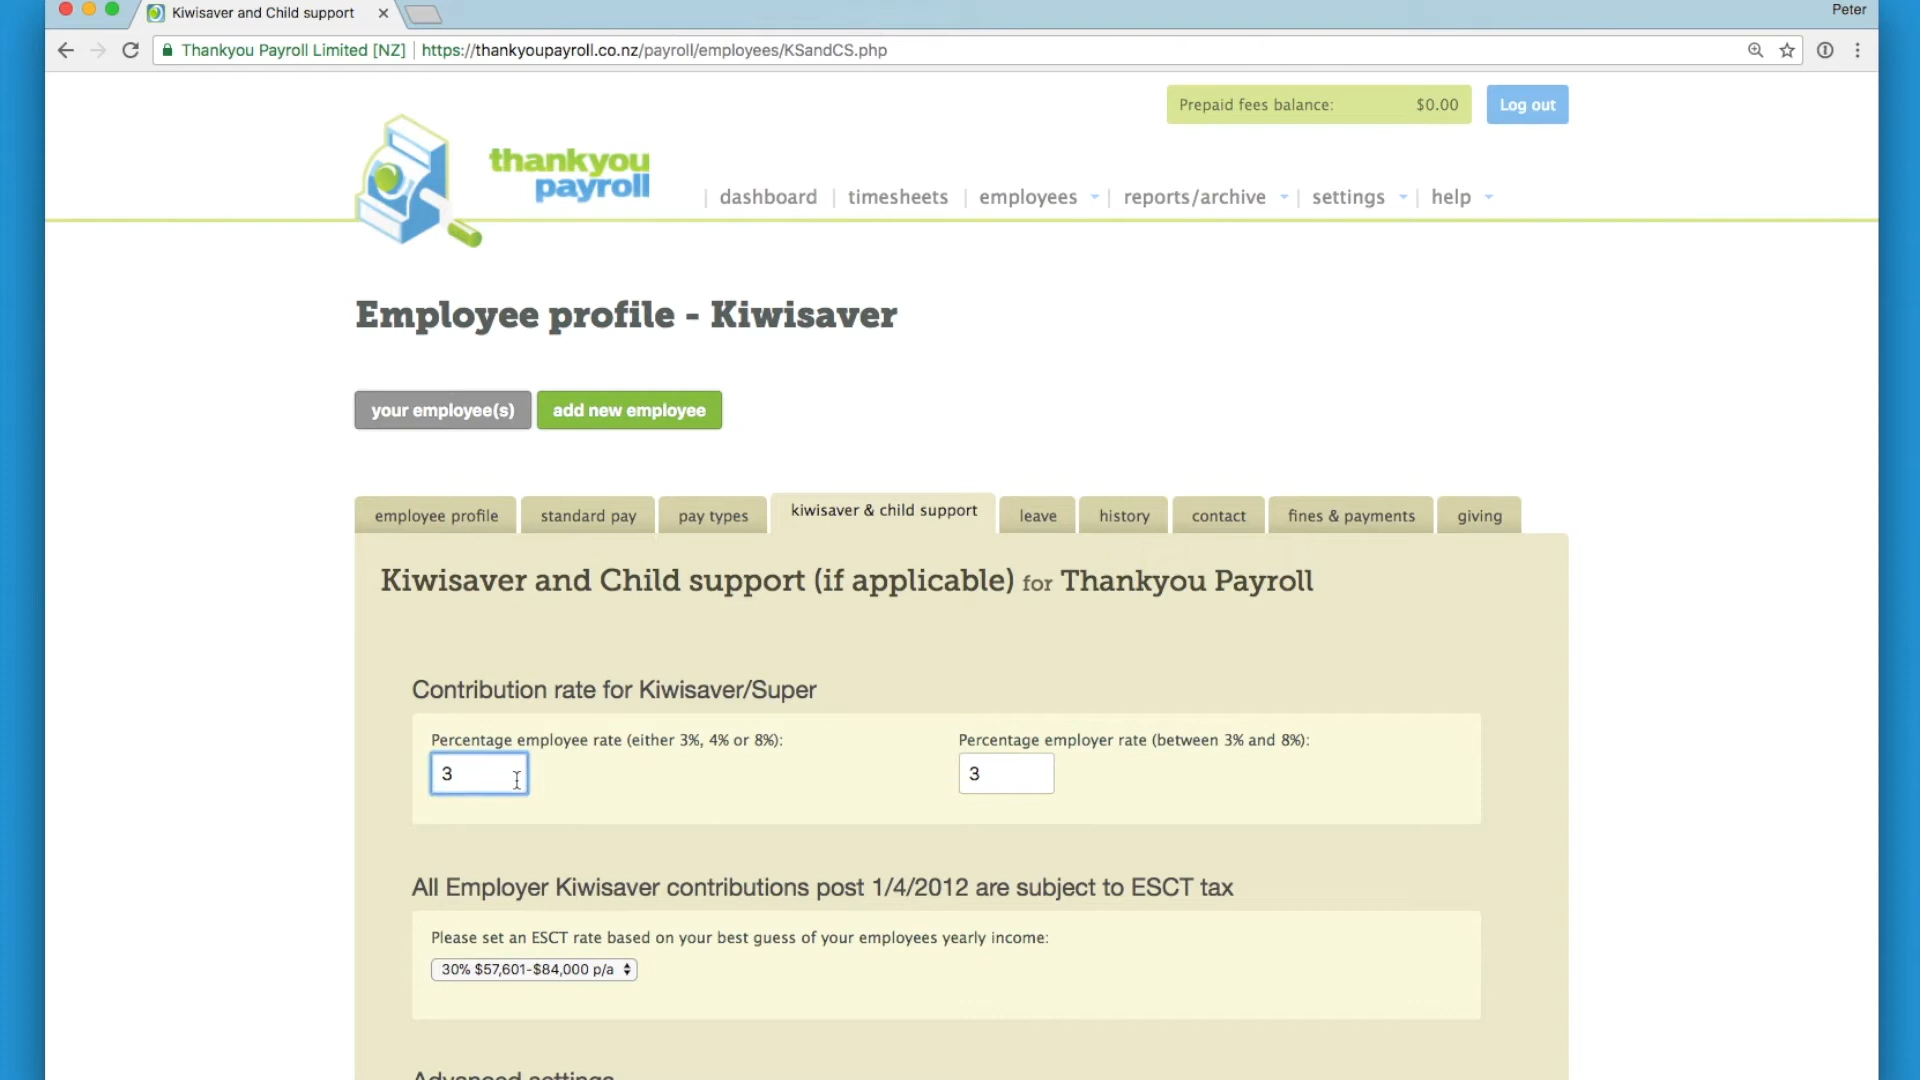 Kiwisaver and Child support
Peter
Thankyou Payroll Limited [NZ] | https://thankyoupayroll.co.nz/payroll/employees/KSandCS.php
Prepaid fees balance: $0.00
Log out
thankyou
payroll
dashboard timesheets employees reports/archive settings help
Employee profile - Kiwisaver
your employee(s) add new employee
employee profile standard pay pay types kiwisaver & child support leave history contact fines & payments giving
Kiwisaver and Child support (if applicable) for Thankyou Payroll
Contribution rate for Kiwisaver/Super
Percentage employee rate (either 3%, 4% or 8%): Percentage employer rate (between 3% and 8%):
3 3
All Employer Kiwisaver contributions post 1/4/2012 are subject to ESCT tax
Please set an ESCT rate based on your best guess of your employees yearly income:
30% $57,601-$84,000 p/a
Advanced settings